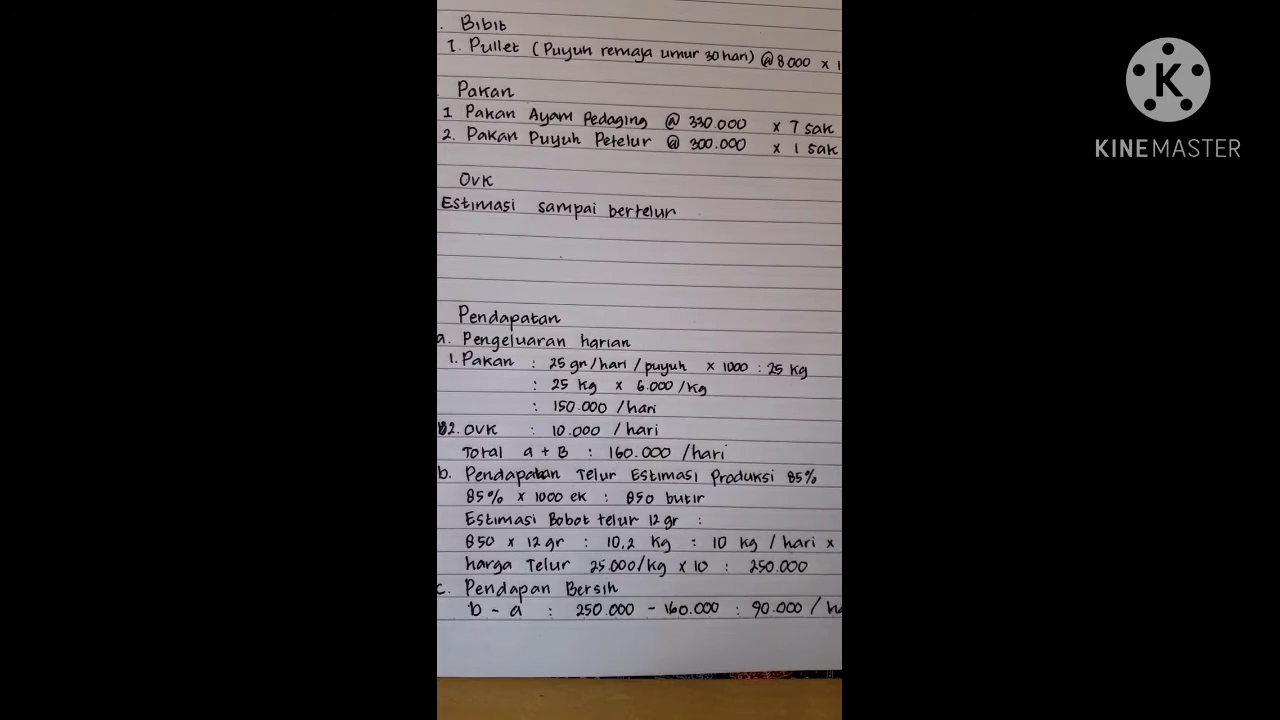 . Bibit
1. Pullet (Puyuh remaja umur 30 hari) @ 8000 x 1
. Pakan
1 Pakan Ayam Pedaging @ 330.000 x 7 sak
2. Pakan Puyuh Petelur @ 300.000 x 1 sak
OVK
Estimasi sampai bertelur
Pendapatan
a. Pengeluaran harian
1. Pakan : 25 gr/hari/puyuh x 1000 : 25 kg
: 25 kg x 6.000/kg
: 150.000 /hari
2. OVK : 10.000 /hari
Total a + B : 160.000 /hari
b. Pendapatan Telur Estimasi Produksi 85%
85% x 1000 ek : 850 butir
Estimasi Bobot telur 12 gr :
850 x 12 gr : 10,2 kg : 10 kg / hari x
harga Telur 25.000/kg x 10 : 250.000
c. Pendapan Bersih
b - a : 250.000 - 160.000 : 90.000 / ha
KINEMASTER